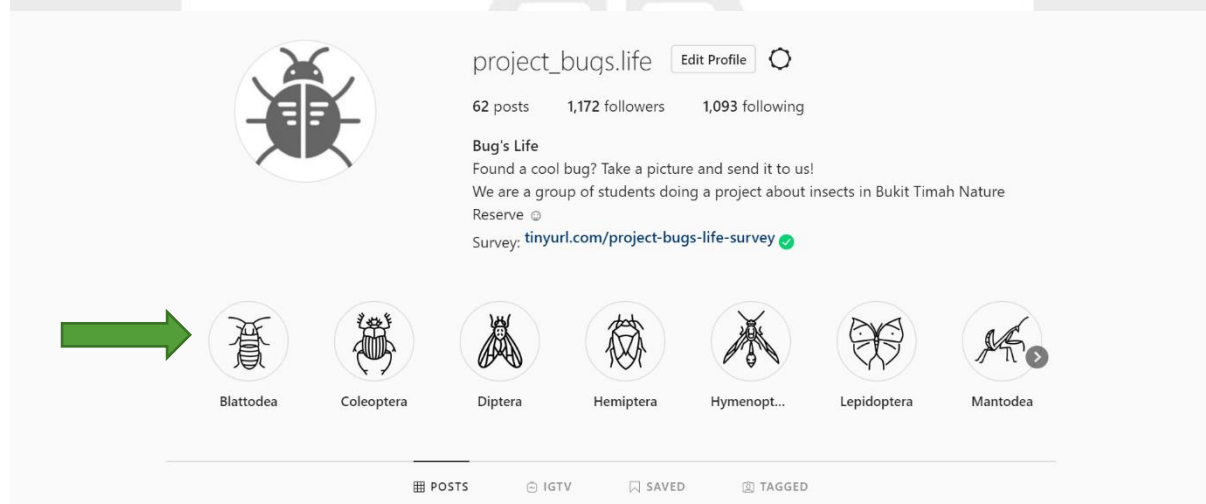 project_bugs.life Edit Profile
62 posts 1,172 followers 1,093 following
Bug's Life
Found a cool bug? Take a picture and send it to us!
We are a group of students doing a project about insects in Bukit Timah Nature
Reserve ☺
Survey: tinyurl.com/project-bugs-life-survey ✅
Blattodea Coleoptera Diptera Hemiptera Hymenopt... Lepidoptera Mantodea
POSTS IGTV SAVED TAGGED